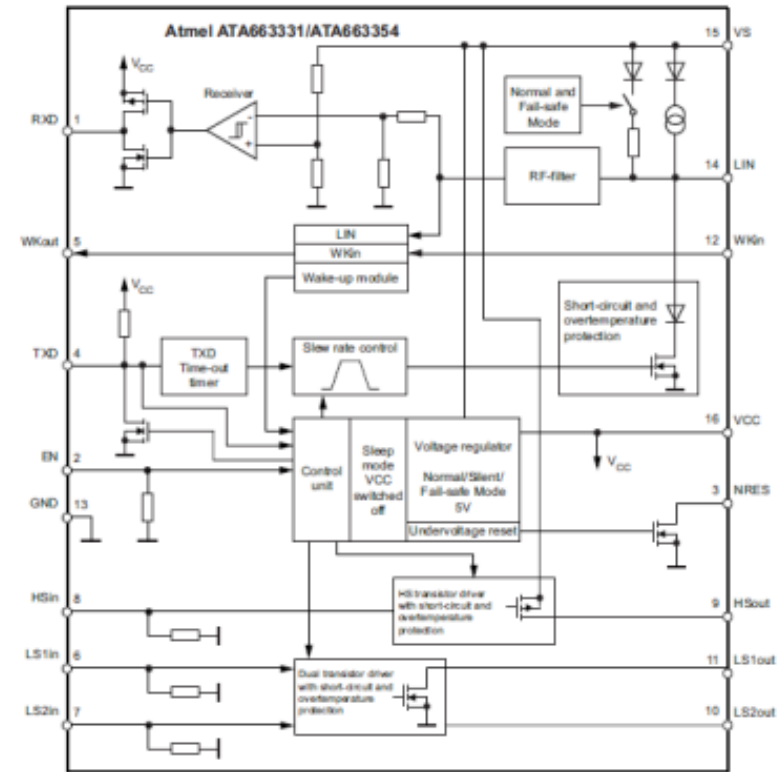 Atmel ATA663331/ATA663354
15
VS
VCC
Receiver
Normal and
Fail-safe
Mode
RXD
1
-
+
14
LIN
RF-filter
LIN
WKout
5
WKin
12
WKin
Wake-up module
VCC
Short-circuit and
overtemperature
protection
TXD
4
TXD
Time-out
timer
Slew rate control
16
VCC
Control
unit
Sleep
mode
VCC
switched
off
Voltage regulator
Normal/Silent/
Fail-safe Mode
5V
Undervoltage reset
VCC
EN
2
3
NRES
GND
13
HSin
8
HS transistor driver
with short-circuit and
overtemperature
protection
9
HSout
LS1in
6
11
LS1out
Dual transistor driver
with short-circuit and
overtemperature
protection
LS2in
7
10
LS2out